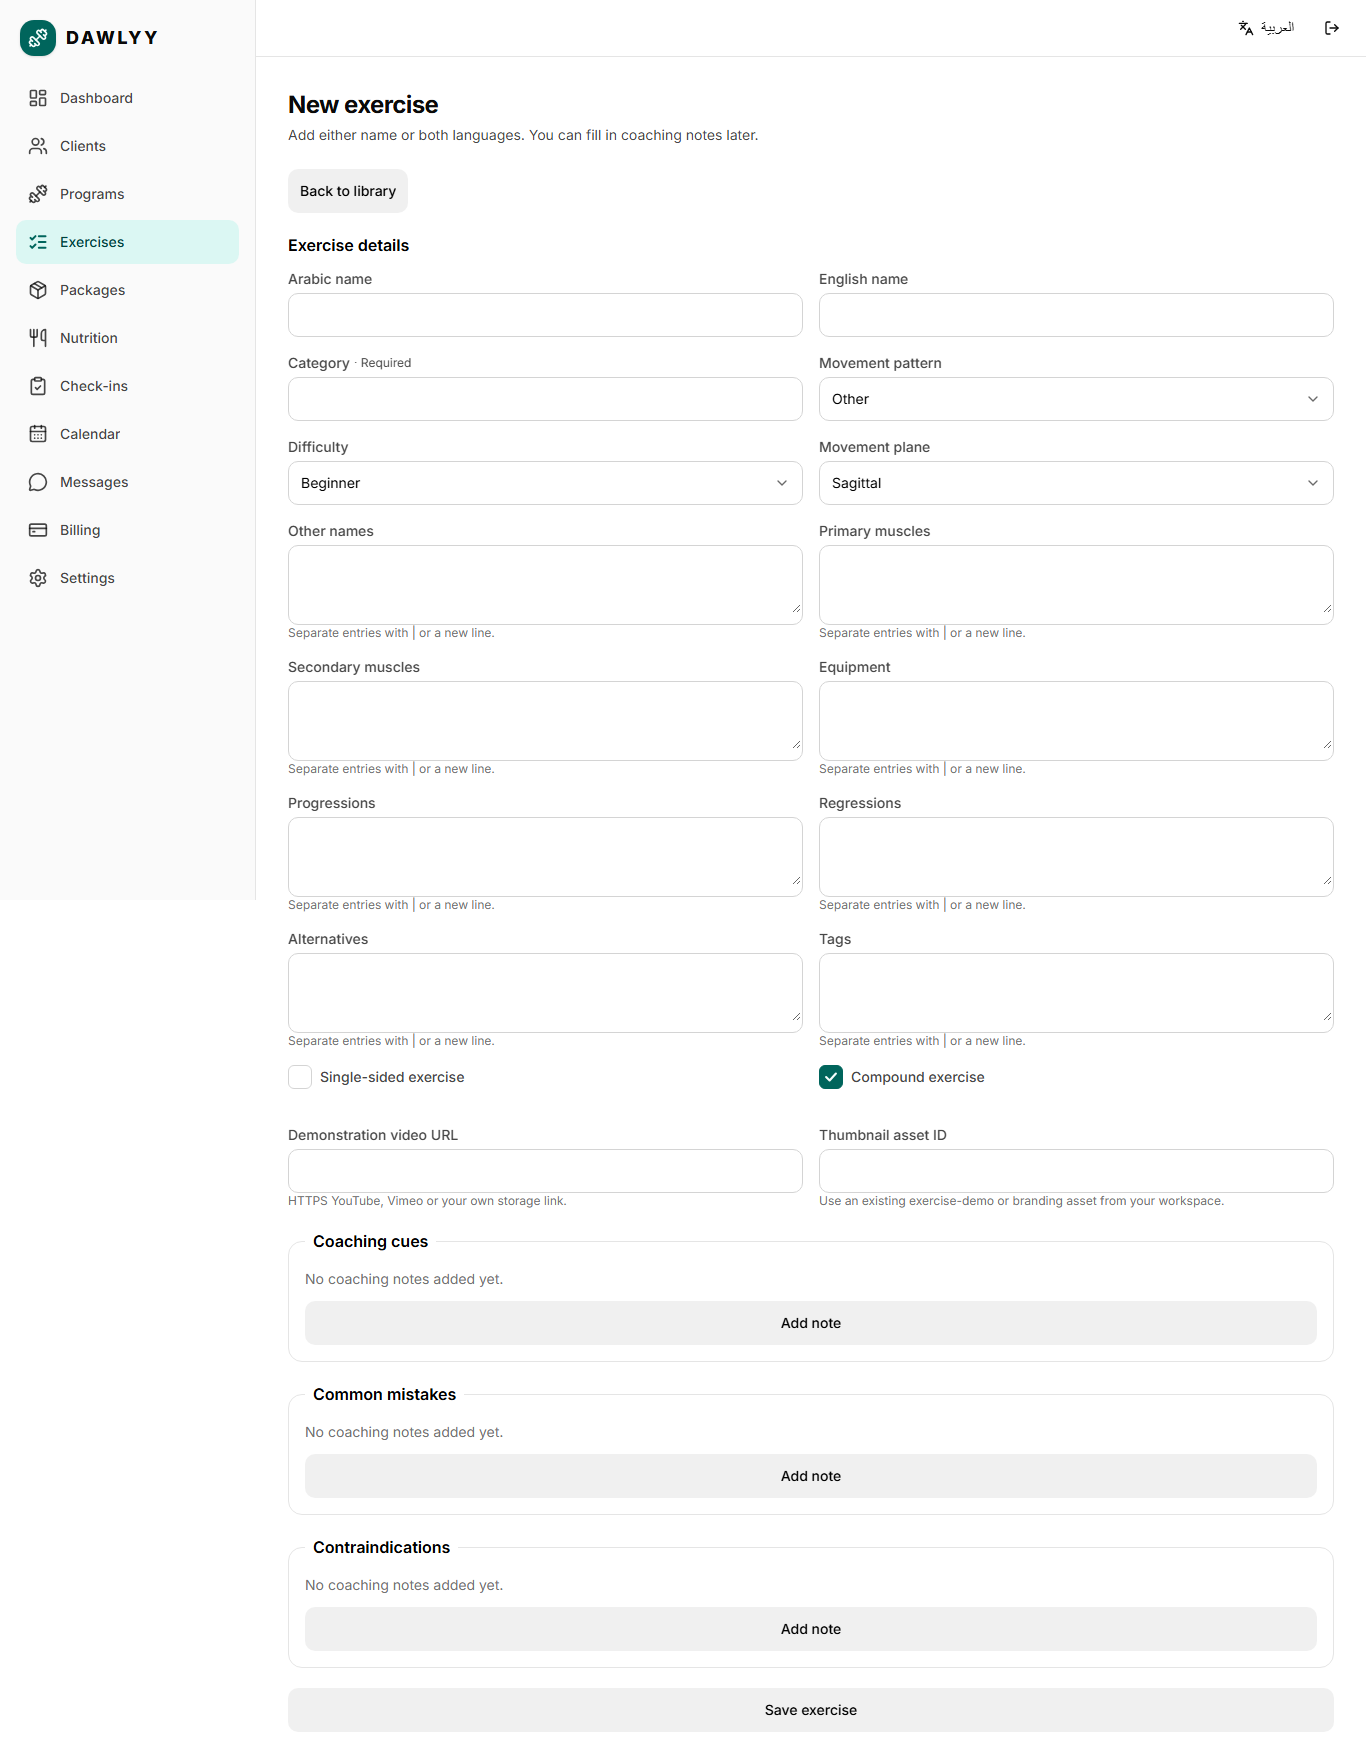 DAWLYY
العربية
Dashboard
Clients
Programs
Exercises
Packages
Nutrition
Check-ins
Calendar
Messages
Billing
Settings
New exercise
Add either name or both languages. You can fill in coaching notes later.
Back to library
Exercise details
Arabic name
English name
Category · Required
Movement pattern
Other
Difficulty
Movement plane
Beginner
Sagittal
Other names
Primary muscles
Separate entries with | or a new line.
Separate entries with | or a new line.
Secondary muscles
Equipment
Separate entries with | or a new line.
Separate entries with | or a new line.
Progressions
Regressions
Separate entries with | or a new line.
Separate entries with | or a new line.
Alternatives
Tags
Separate entries with | or a new line.
Separate entries with | or a new line.
Single-sided exercise
Compound exercise
Demonstration video URL
Thumbnail asset ID
HTTPS YouTube, Vimeo or your own storage link.
Use an existing exercise-demo or branding asset from your workspace.
Coaching cues
No coaching notes added yet.
Add note
Common mistakes
No coaching notes added yet.
Add note
Contraindications
No coaching notes added yet.
Add note
Save exercise